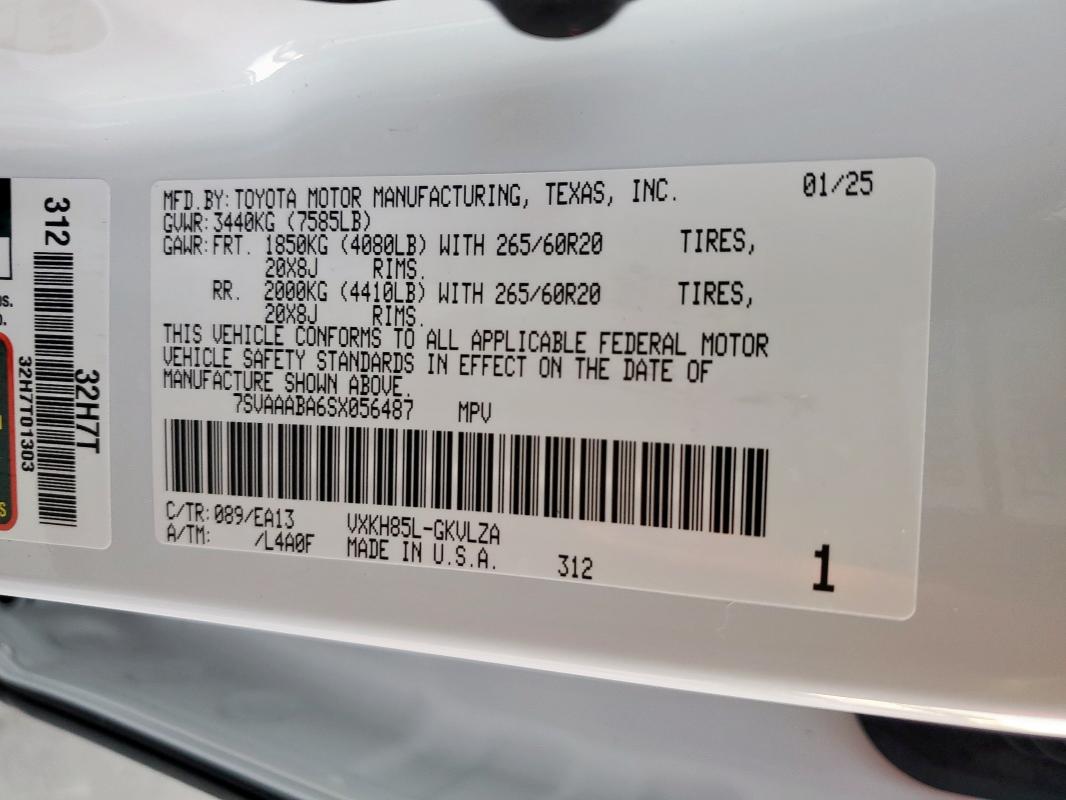 312
32H7T
32H7T01303
MFD.BY:TOYOTA MOTOR MANUFACTURING, TEXAS, INC. 01/25
GVWR:3440KG (7585LB)
GAWR:FRT. 1850KG (4080LB) WITH 265/60R20 TIRES,
20X8J RIMS.
RR. 2000KG (4410LB) WITH 265/60R20 TIRES,
20X8J RIMS.
THIS VEHICLE CONFORMS TO ALL APPLICABLE FEDERAL MOTOR
VEHICLE SAFETY STANDARDS IN EFFECT ON THE DATE OF
MANUFACTURE SHOWN ABOVE.
7SVAAABA6SX056487 MPV
C/TR:089/EA13 VXKH85L-GKVLZA
A/TM: /L4A0F MADE IN U.S.A. 312 1